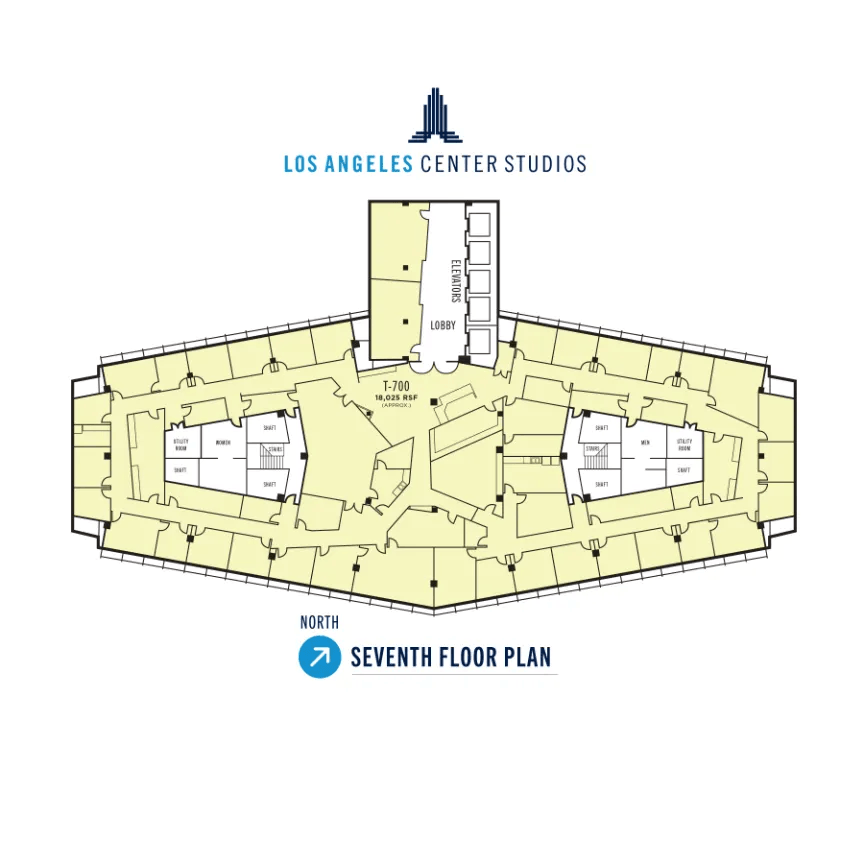 LOS ANGELES CENTER STUDIOS
ELEVATORS
LOBBY
T-700
18,025 RSF
(APPROX.)
SHAFT
UTILITY
ROOM
WOMEN
STAIRS
SHAFT
SHAFT
SHAFT
STAIRS
MEN
UTILITY
ROOM
SHAFT
SHAFT
NORTH
SEVENTH FLOOR PLAN